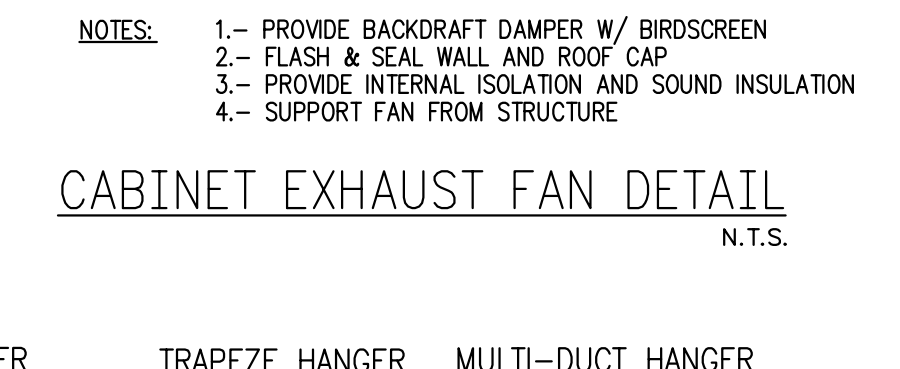 NOTES: 1.- PROVIDE BACKDRAFT DAMPER W/ BIRDSCREEN
2.- FLASH & SEAL WALL AND ROOF CAP
3.- PROVIDE INTERNAL ISOLATION AND SOUND INSULATION
4.- SUPPORT FAN FROM STRUCTURE
CABINET EXHAUST FAN DETAIL
N.T.S.
TRAPEZE HANGER MULTI-DUCT HANGER